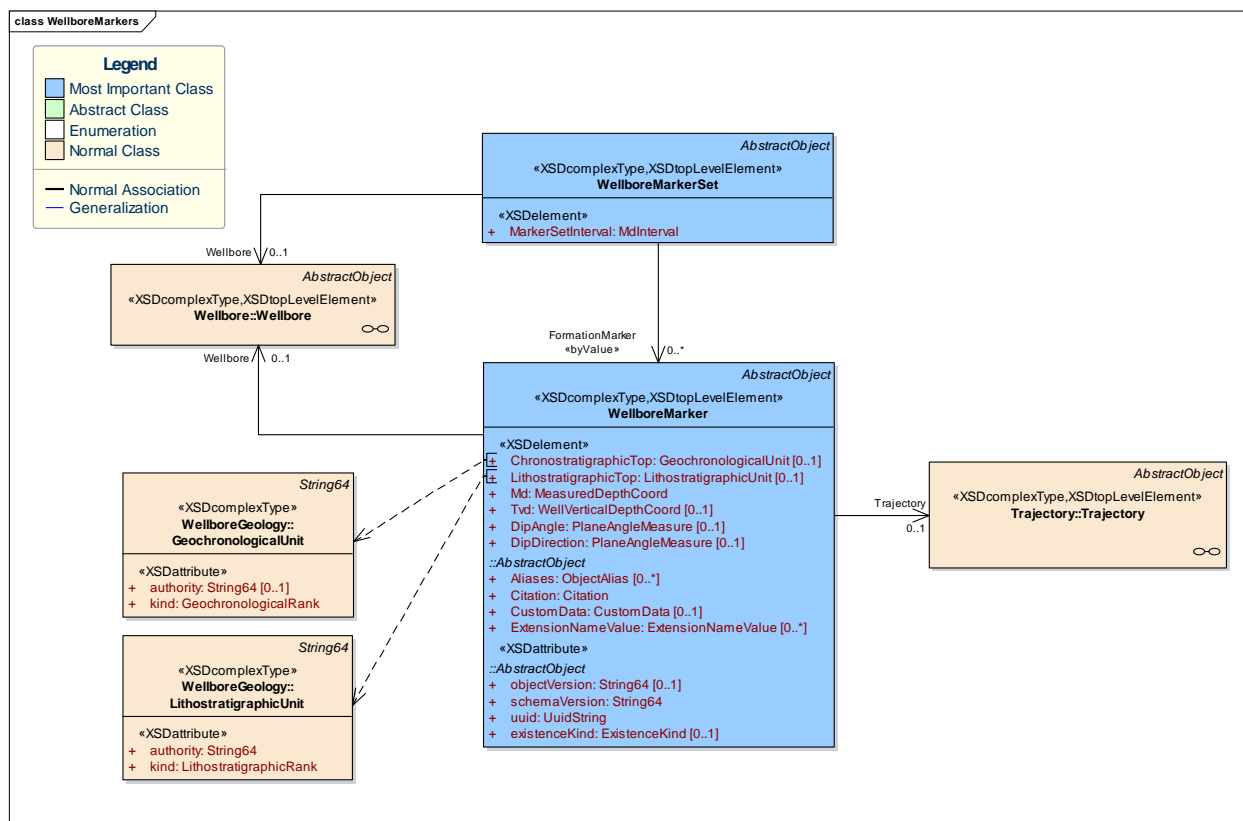 class WellboreMarkers
Legend
Most Important Class
Abstract Class
Enumeration
Normal Class
Normal Association
Generalization
AbstractObject
«XSDcomplexType,XSDtopLevelElement»
WellboreMarkerSet
«XSDelement»
+ MarkerSetInterval: MdInterval
Wellbore 0..1
AbstractObject
«XSDcomplexType,XSDtopLevelElement»
Wellbore::Wellbore
Wellbore 0..1
FormationMarker
«byValue» 0..*
AbstractObject
«XSDcomplexType,XSDtopLevelElement»
WellboreMarker
«XSDelement»
+ ChronostratigraphicTop: GeochronologicalUnit [0..1]
+ LithostratigraphicTop: LithostratigraphicUnit [0..1]
+ Md: MeasuredDepthCoord
+ Tvd: WellVerticalDepthCoord [0..1]
+ DipAngle: PlaneAngleMeasure [0..1]
+ DipDirection: PlaneAngleMeasure [0..1]
::AbstractObject
+ Aliases: ObjectAlias [0..*]
+ Citation: Citation
+ CustomData: CustomData [0..1]
+ ExtensionNameValue: ExtensionNameValue [0..*]
«XSDattribute»
::AbstractObject
+ objectVersion: String64 [0..1]
+ schemaVersion: String64
+ uuid: UuidString
+ existenceKind: ExistenceKind [0..1]
Trajectory
0..1
AbstractObject
«XSDcomplexType,XSDtopLevelElement»
Trajectory::Trajectory
String64
«XSDcomplexType»
WellboreGeology::
GeochronologicalUnit
«XSDattribute»
+ authority: String64 [0..1]
+ kind: GeochronologicalRank
String64
«XSDcomplexType»
WellboreGeology::
LithostratigraphicUnit
«XSDattribute»
+ authority: String64
+ kind: LithostratigraphicRank